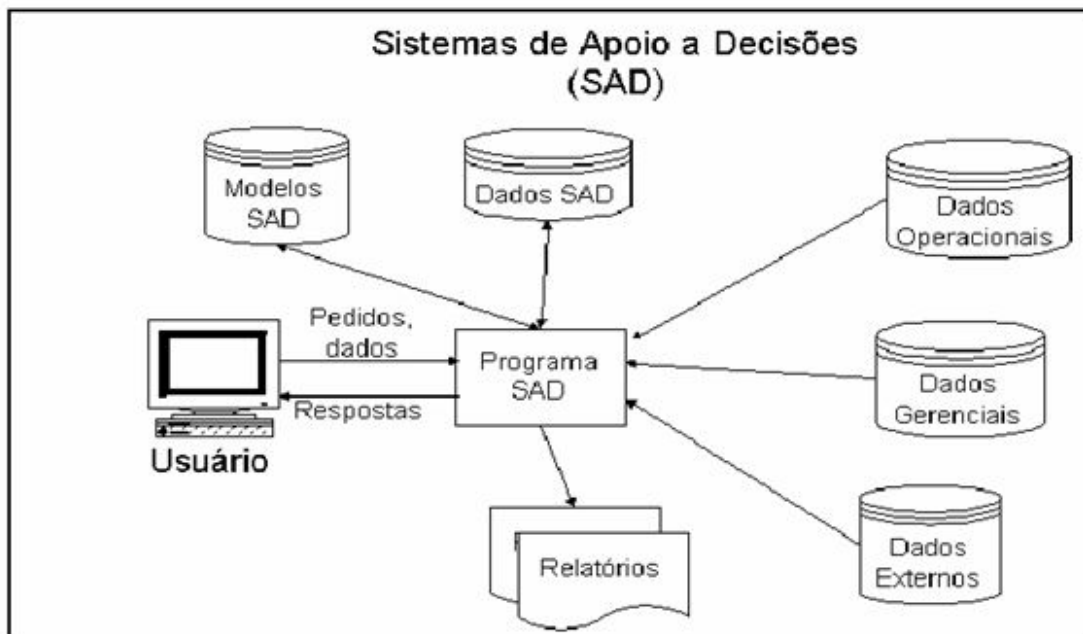 Sistemas de Apoio a Decisões
(SAD)
Modelos
SAD
Dados SAD
Dados
Operacionais
Pedidos,
dados
Programa
SAD
Respostas
Dados
Gerenciais
Usuário
Relatórios
Dados
Externos